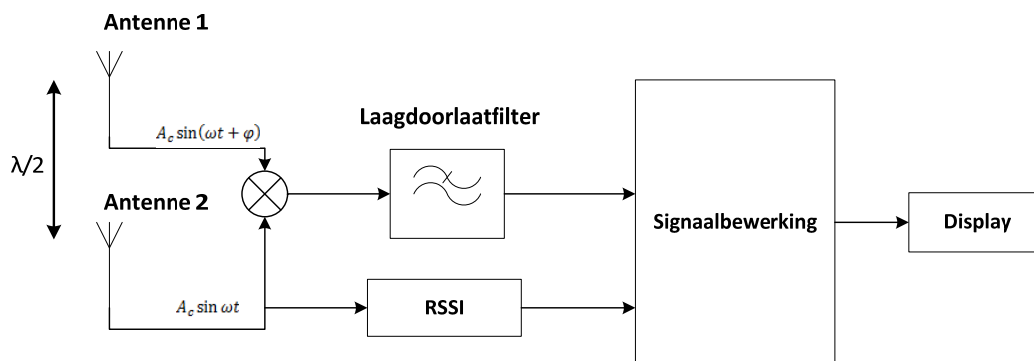 Antenne 1
A_c sin(ωt + φ)
Laagdoorlaatfilter
λ/2
Antenne 2
Signaalbewerking
Display
A_c sin ωt
RSSI